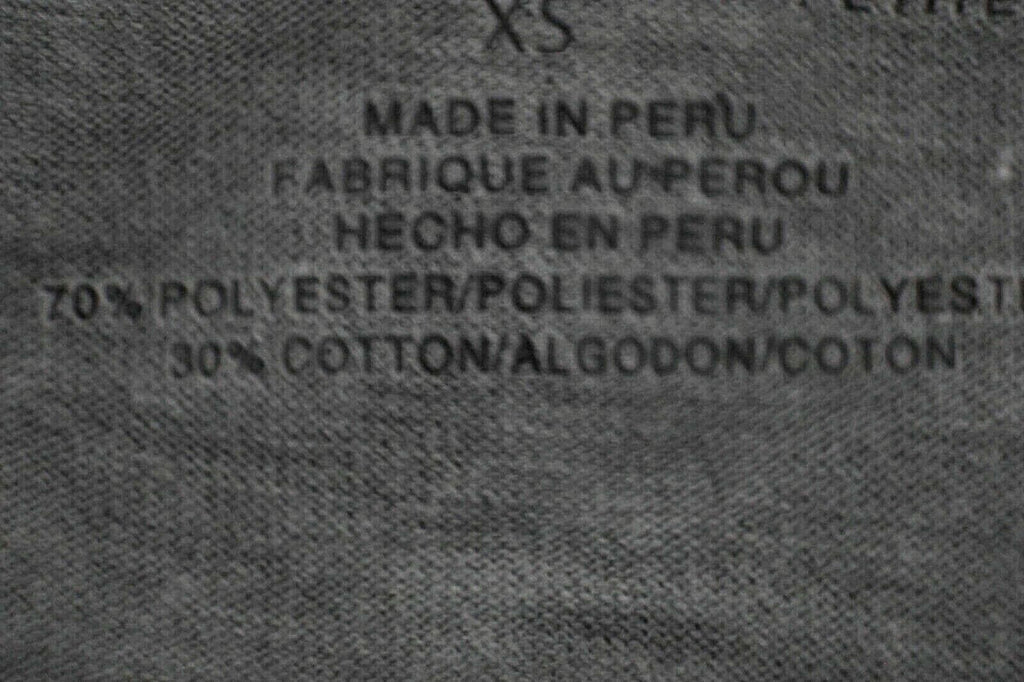 XS
MADE IN PERU
FABRIQUE AU PEROU
HECHO EN PERU
70% POLYESTER/POLIESTER/POLYEST
30% COTTON/ALGODON/COTON